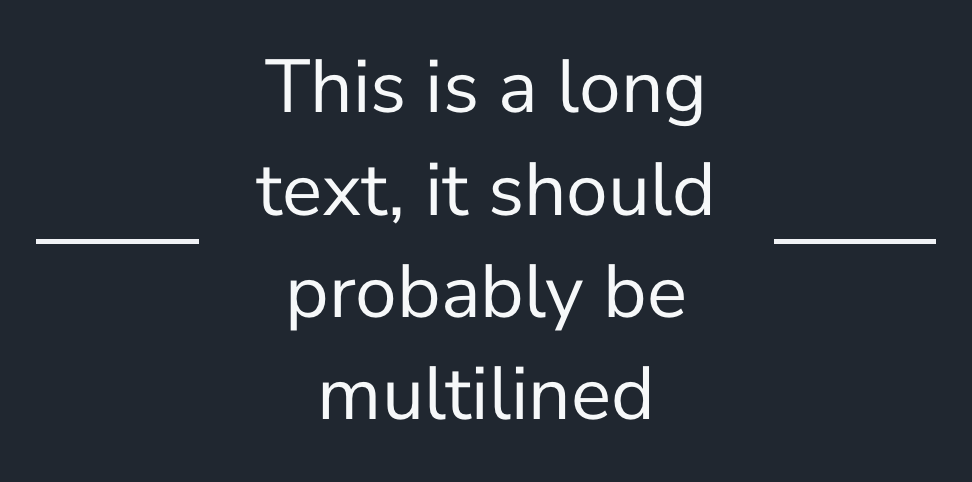 This is a long
text, it should
probably be
multilined